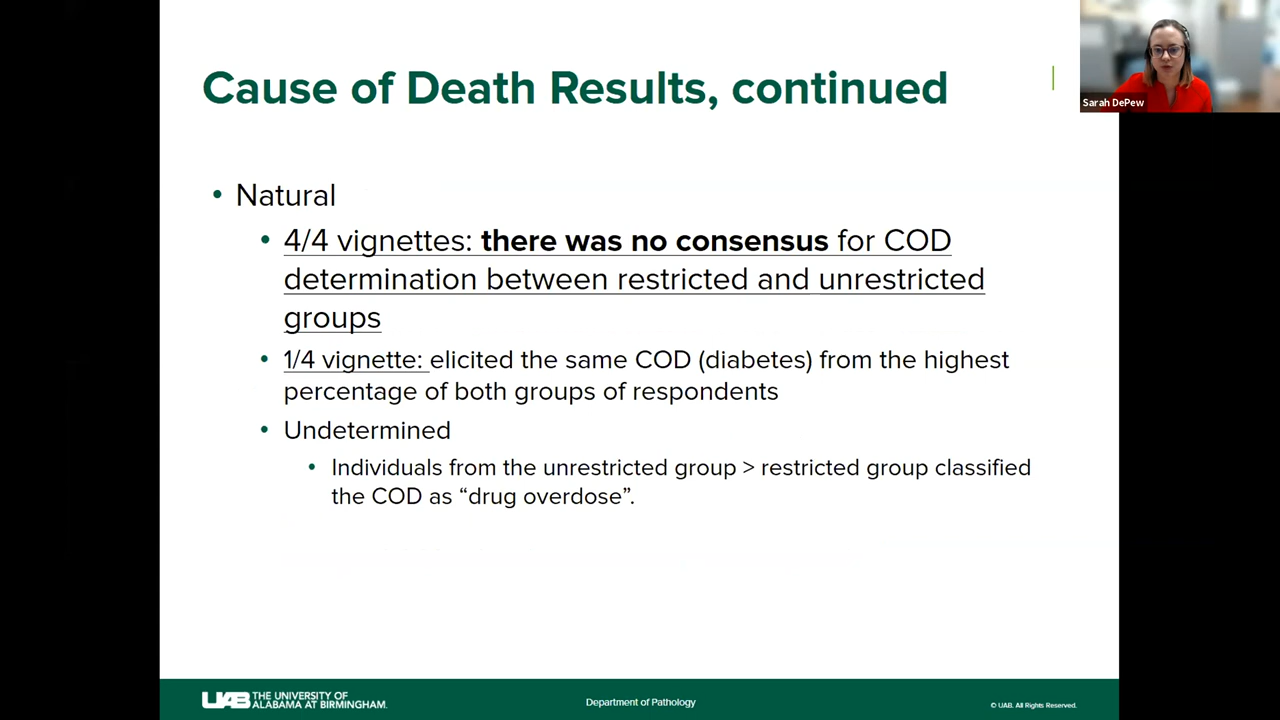 Cause of Death Results, continued
Sarah DePew
• Natural
• 4/4 vignettes: there was no consensus for COD
determination between restricted and unrestricted
groups
• 1/4 vignette: elicited the same COD (diabetes) from the highest
percentage of both groups of respondents
• Undetermined
• Individuals from the unrestricted group > restricted group classified
the COD as “drug overdose”.
UAB THE UNIVERSITY OF
ALABAMA AT BIRMINGHAM.
Department of Pathology
© UAB. All Rights Reserved.